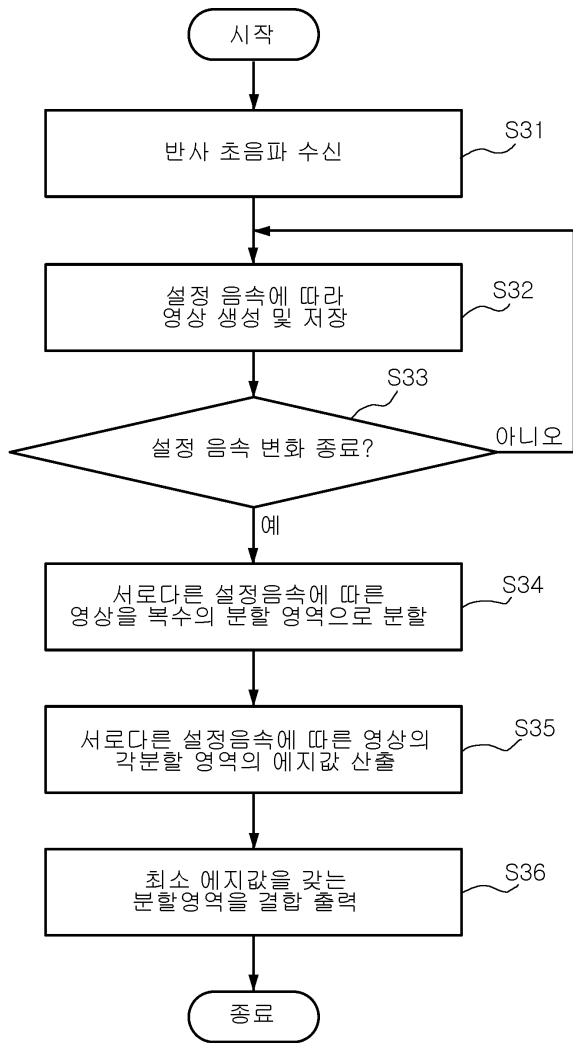 시작
반사 초음파 수신
S31
설정 음속에 따라
영상 생성 및 저장
S32
S33
설정 음속 변화 종료?
아니오
예
서로다른 설정음속에 따른
영상을 복수의 분할 영역으로 분할
S34
서로다른 설정음속에 따른 영상의
각분할 영역의 에지값 산출
S35
최소 에지값을 갖는
분할영역을 결합 출력
S36
종료